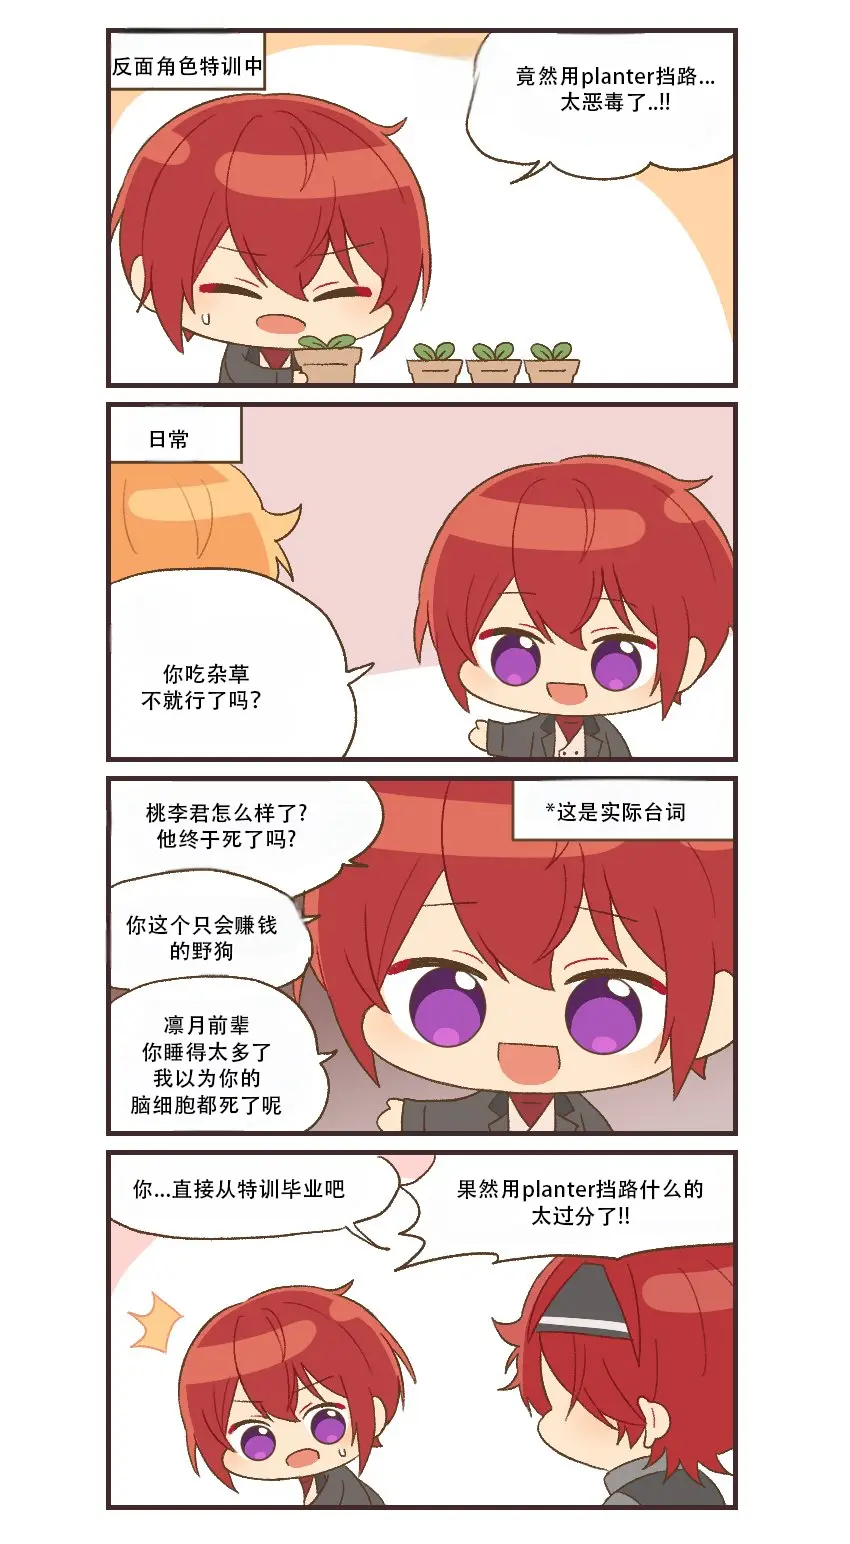 反面角色特训中
竟然用planter挡路...
太恶毒了..!!
日常
你吃杂草
不就行了吗?
桃李君怎么样了?
他终于死了吗?
*这是实际台词
你这个只会赚钱
的野狗
凛月前辈
你睡得太多了
我以为你的
脑细胞都死了呢
你...直接从特训毕业吧
果然用planter挡路什么的
太过分了!!